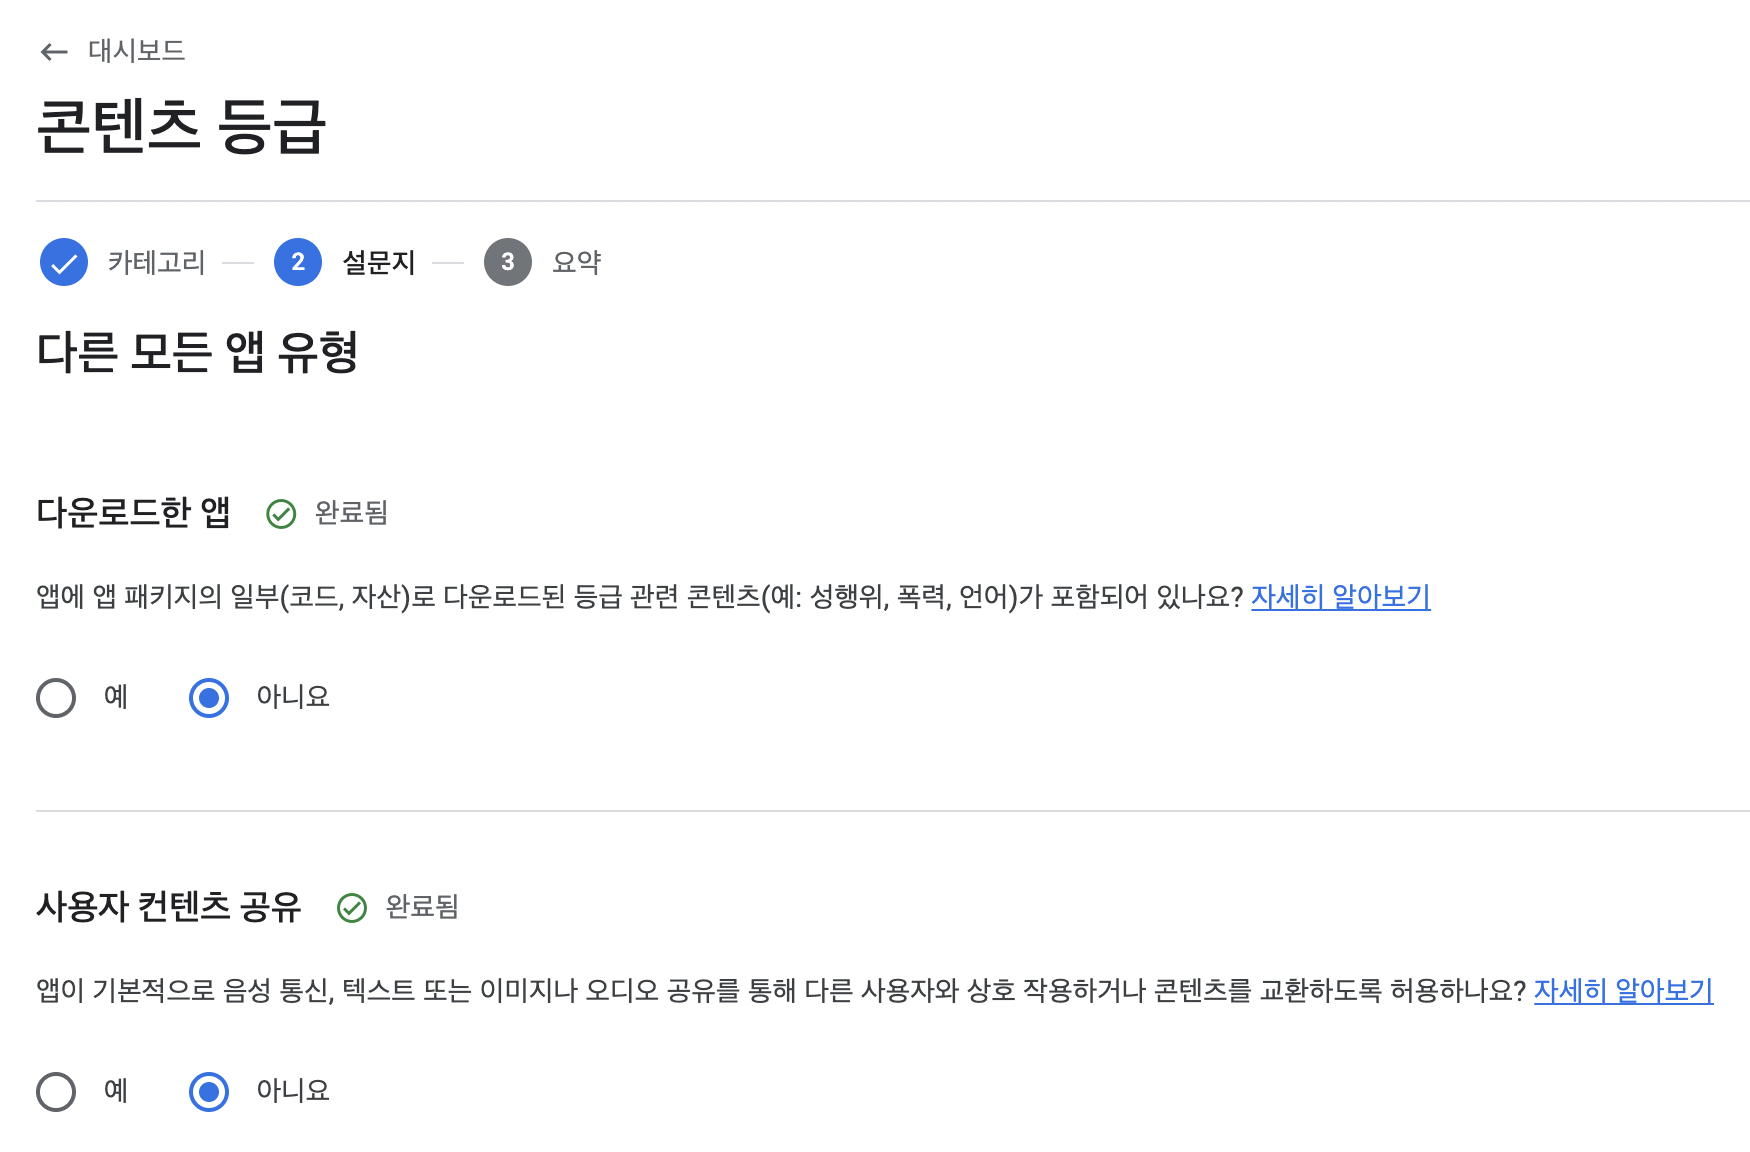 대시보드
콘텐츠 등급
카테고리 2 설문지 3 요약
다른 모든 앱 유형
다운로드한 앱 완료됨
앱에 앱 패키지의 일부(코드, 자산)로 다운로드된 등급 관련 콘텐츠(예: 성행위, 폭력, 언어)가 포함되어 있나요? 자세히 알아보기
예 아니요
사용자 컨텐츠 공유 완료됨
앱이 기본적으로 음성 통신, 텍스트 또는 이미지나 오디오 공유를 통해 다른 사용자와 상호 작용하거나 콘텐츠를 교환하도록 허용하나요? 자세히 알아보기
예 아니요